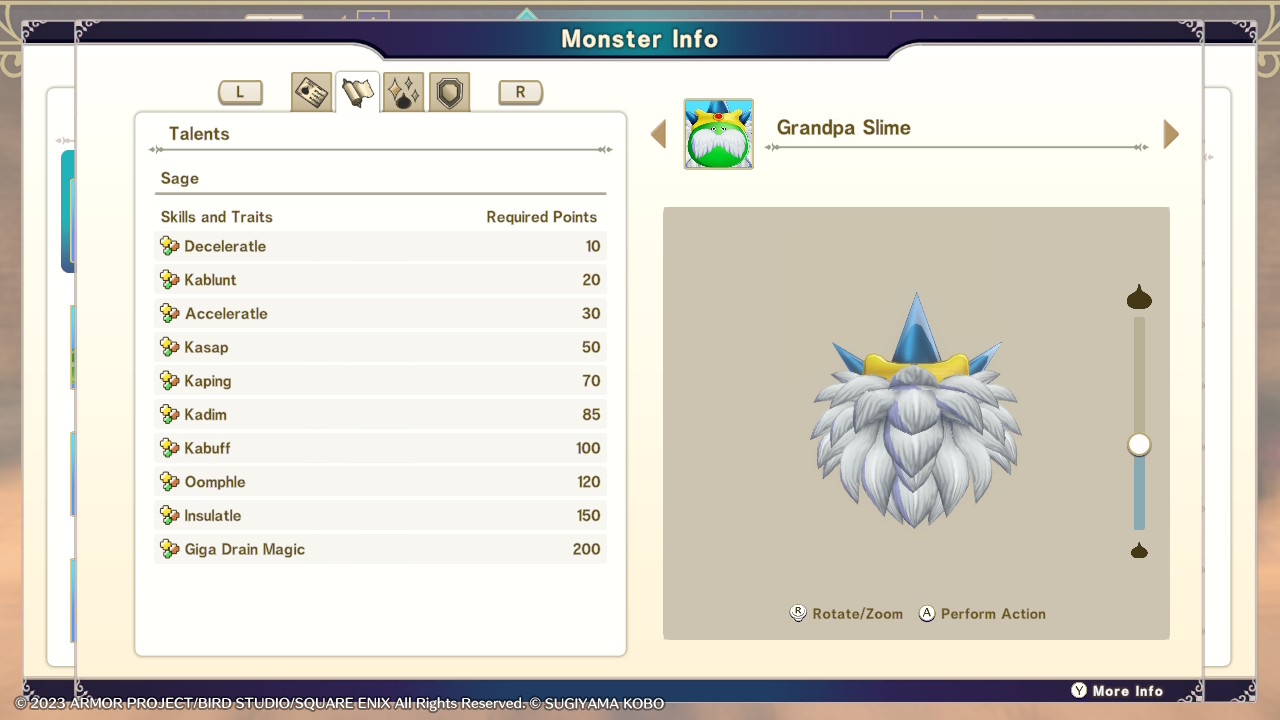 Monster Info
L
R
Talents
Grandpa Slime
Sage
Skills and Traits Required Points
Deceleratle 10
Kablunt 20
Acceleratle 30
Kasap 50
Kaping 70
Kadim 85
Kabuff 100
Oomphle 120
Insulatle 150
Giga Drain Magic 200
R Rotate/Zoom A Perform Action
Y More Info
© 2023 ARMOR PROJECT/BIRD STUDIO/SQUARE ENIX All Rights Reserved. © SUGIYAMA KOBO